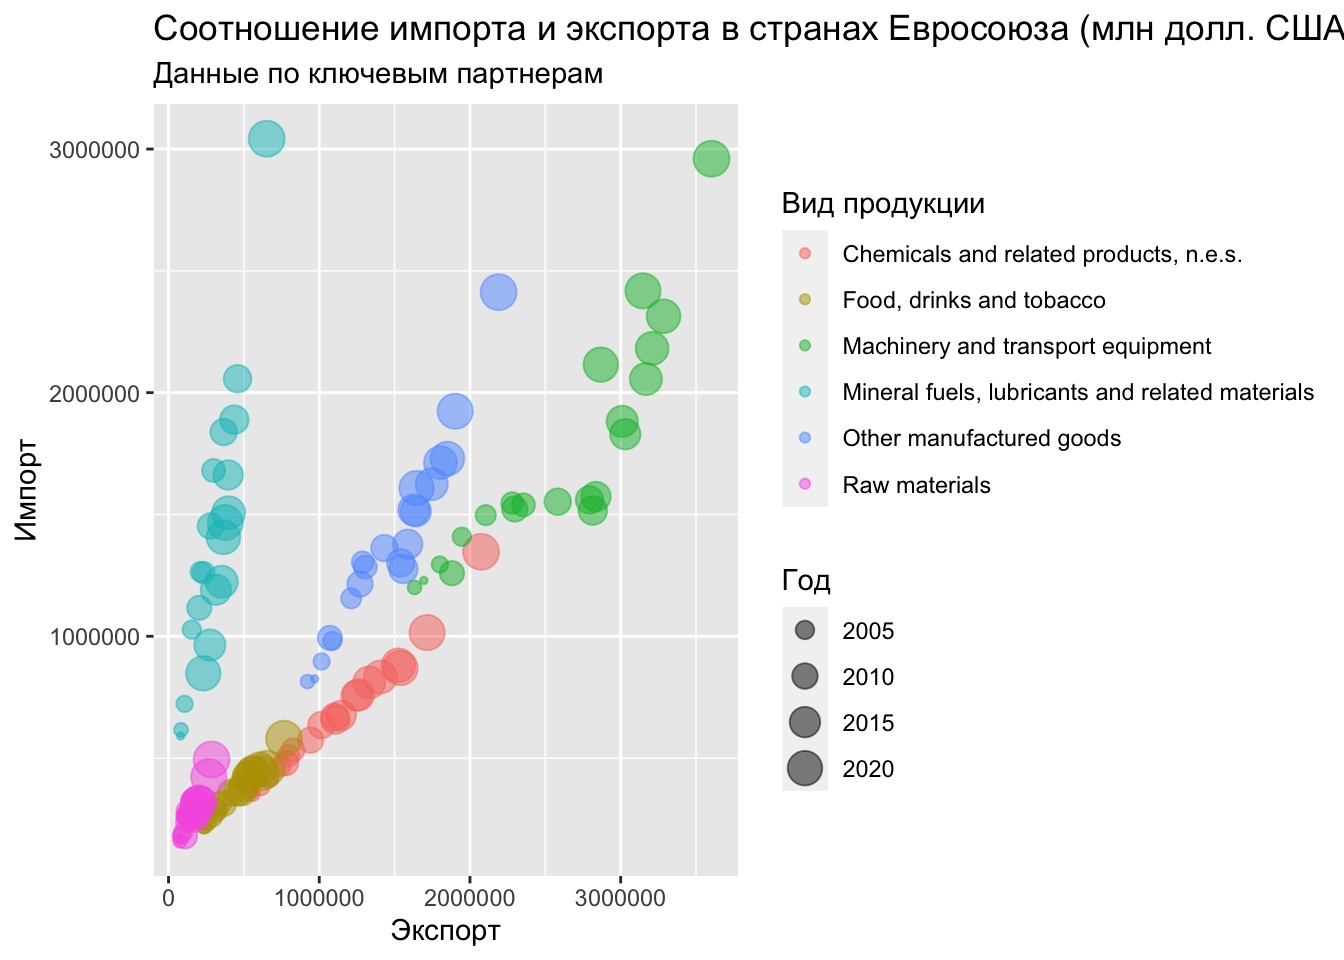 Соотношение импорта и экспорта в странах Евросоюза (млн долл. США
Данные по ключевым партнерам
3000000
2000000
1000000
Импорт
0
1000000
2000000
3000000
Экспорт
Вид продукции
Chemicals and related products, n.e.s.
Food, drinks and tobacco
Machinery and transport equipment
Mineral fuels, lubricants and related materials
Other manufactured goods
Raw materials
Год
2005
2010
2015
2020